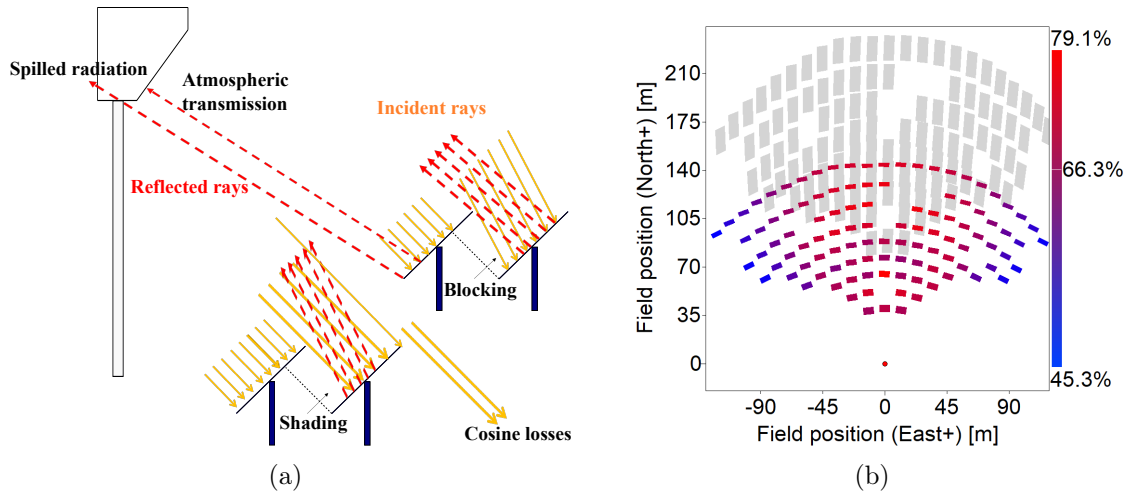 Spilled radiation
Atmospheric
transmission
Incident rays
Reflected rays
Blocking
Shading
Cosine losses
(a)
79.1%
66.3%
45.3%
Field position (North+) [m]
210
175
140
105
70
35
0
-90
-45
0
45
90
Field position (East+) [m]
(b)